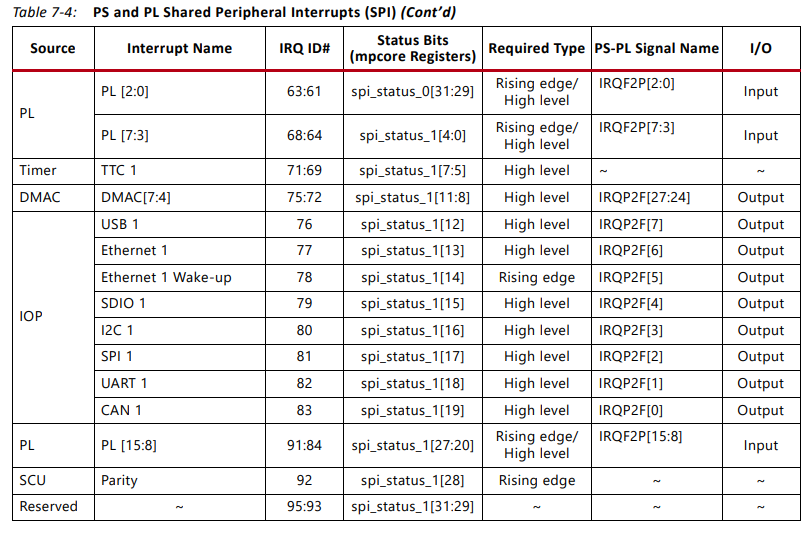 Table 7-4: PS and PL Shared Peripheral Interrupts (SPI) (Cont'd)
Source Interrupt Name IRQ ID# Status Bits (mpcore Registers) Required Type PS-PL Signal Name I/O
PL PL [2:0] 63:61 spi_status_0[31:29] Rising edge/ High level IRQF2P[2:0] Input
PL [7:3] 68:64 spi_status_1[4:0] Rising edge/ High level IRQF2P[7:3] Input
Timer TTC 1 71:69 spi_status_1[7:5] High level ~ ~
DMAC DMAC[7:4] 75:72 spi_status_1[11:8] High level IRQP2F[27:24] Output
IOP USB 1 76 spi_status_1[12] High level IRQP2F[7] Output
Ethernet 1 77 spi_status_1[13] High level IRQP2F[6] Output
Ethernet 1 Wake-up 78 spi_status_1[14] Rising edge IRQP2F[5] Output
SDIO 1 79 spi_status_1[15] High level IRQP2F[4] Output
I2C 1 80 spi_status_1[16] High level IRQP2F[3] Output
SPI 1 81 spi_status_1[17] High level IRQP2F[2] Output
UART 1 82 spi_status_1[18] High level IRQP2F[1] Output
CAN 1 83 spi_status_1[19] High level IRQP2F[0] Output
PL PL [15:8] 91:84 spi_status_1[27:20] Rising edge/ High level IRQF2P[15:8] Input
SCU Parity 92 spi_status_1[28] Rising edge ~ ~
Reserved ~ 95:93 spi_status_1[31:29] ~ ~ ~